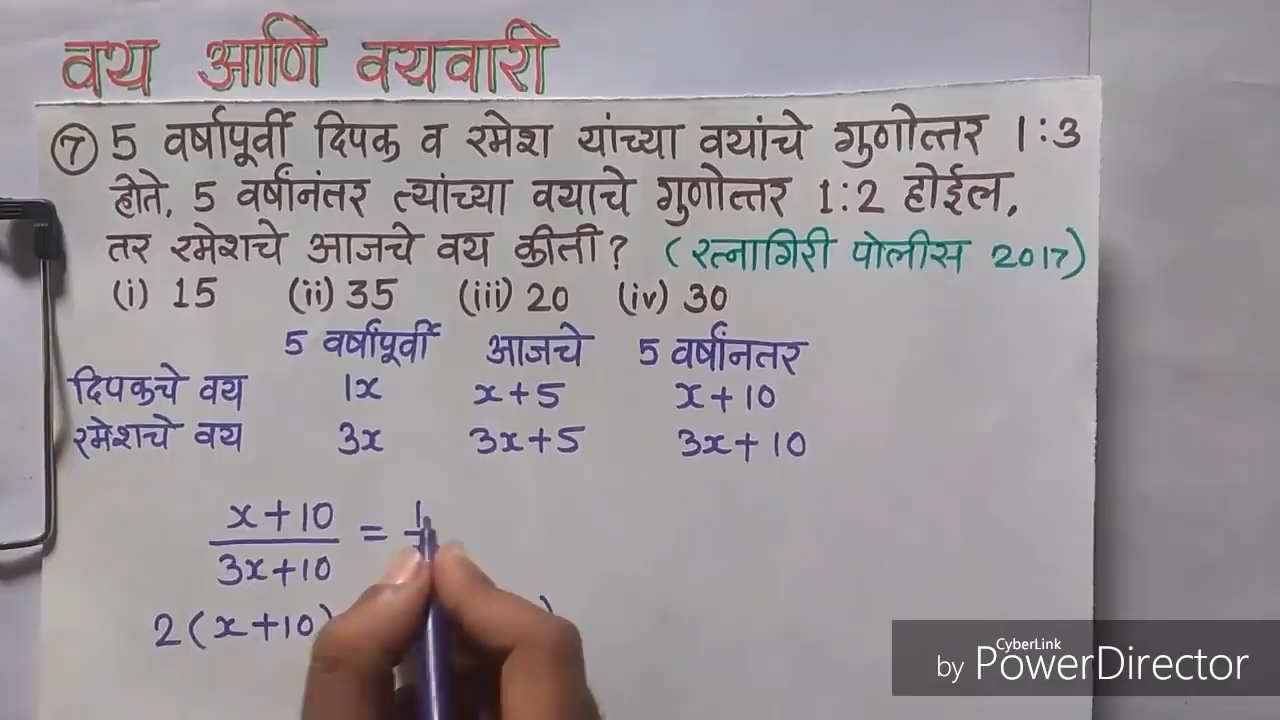 वय आणि वयवारी
7 5 वर्षापूर्वी दिपक व रमेश यांच्या वयांचे गुणोत्तर 1:3
होते, 5 वर्षांनंतर त्यांच्या वयाचे गुणोत्तर 1:2 होईल,
तर रमेशचे आजचे वय कीती? (रत्नागिरी पोलीस 2017)
(i) 15 (ii) 35 (iii) 20 (iv) 30
5 वर्षांपूर्वी आजचे 5 वर्षांनतर
दिपकचे वय 1x x+5 x+10
रमेशचे वय 3x 3x+5 3x+10
x+10
3x+10
= 1
2(x+10)
CyberLink
by PowerDirector